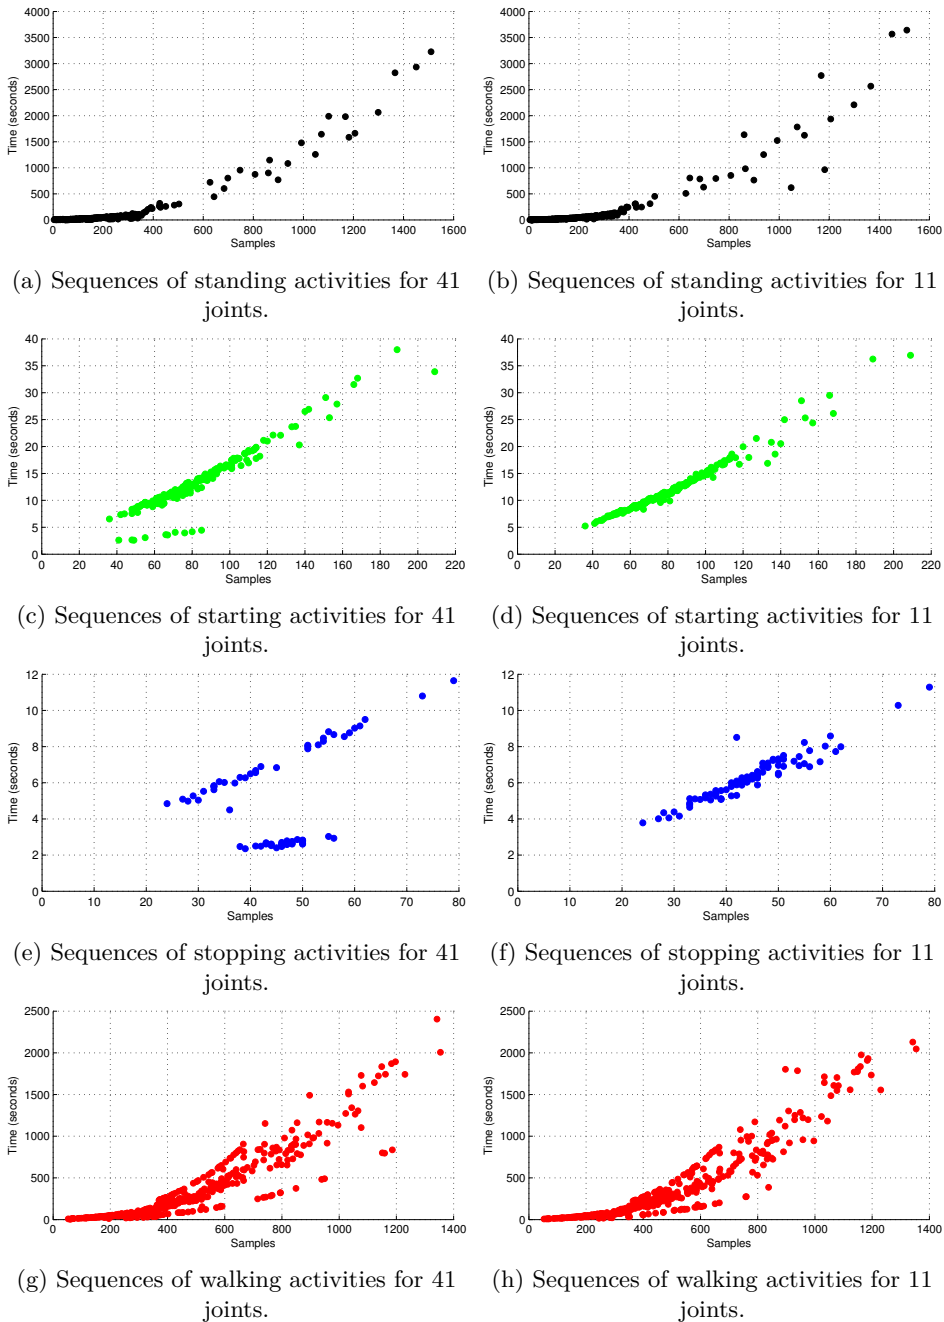 4000
3500
3000
2500
2000
1500
1000
500
0
Time (seconds)
0 200 400 600 800 1000 1200 1400 1600
Samples
4000
3500
3000
2500
2000
1500
1000
500
0
Time (seconds)
0 200 400 600 800 1000 1200 1400 1600
Samples
(a) Sequences of standing activities for 41
joints.
(b) Sequences of standing activities for 11
joints.
40
35
30
25
20
15
10
5
0
Time (seconds)
0 20 40 60 80 100 120 140 160 180 200 220
Samples
40
35
30
25
20
15
10
5
0
Time (seconds)
0 20 40 60 80 100 120 140 160 180 200 220
Samples
(c) Sequences of starting activities for 41
joints.
(d) Sequences of starting activities for 11
joints.
12
10
8
6
4
2
0
Time (seconds)
0 10 20 30 40 50 60 70 80
Samples
12
10
8
6
4
2
0
Time (seconds)
0 10 20 30 40 50 60 70 80
Samples
(e) Sequences of stopping activities for 41
joints.
(f) Sequences of stopping activities for 11
joints.
2500
2000
1500
1000
500
0
Time (seconds)
0 200 400 600 800 1000 1200 1400
Samples
2500
2000
1500
1000
500
0
Time (seconds)
0 200 400 600 800 1000 1200 1400
Samples
(g) Sequences of walking activities for 41
joints.
(h) Sequences of walking activities for 11
joints.